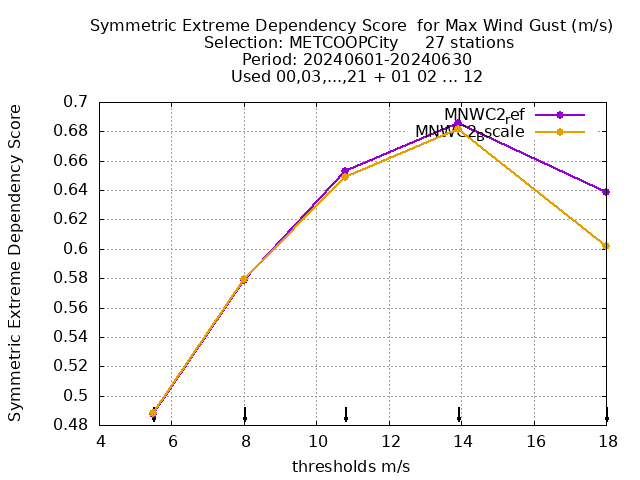 Symmetric Extreme Dependency Score  for Max Wind Gust (m/s)
Selection: METCOOPCity     27 stations
Period: 20240601-20240630
Used 00,03,...,21 + 01 02 ... 12
Symmetric Extreme Dependency Score
0.7
0.68
0.66
0.64
0.62
0.6
0.58
0.56
0.54
0.52
0.5
0.48
MNWC2ref
MNWC2Bscale
4 6 8 10 12 14 16 18
thresholds m/s